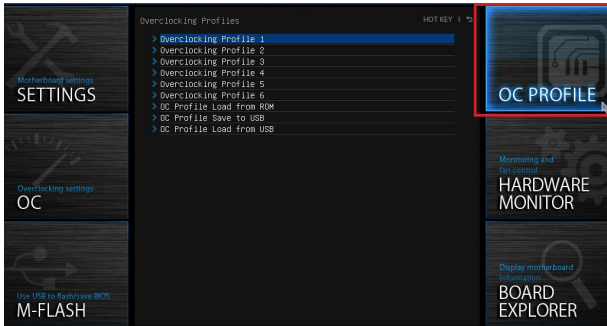 Motherboard settings
SETTINGS
Overclocking settings
OC
Use USB to flash/save BIOS
M-FLASH
Overclocking Profiles
HOT KEY |
Overclocking Profile 1
Overclocking Profile 2
Overclocking Profile 3
Overclocking Profile 4
Overclocking Profile 5
Overclocking Profile 6
OC Profile Load from ROM
OC Profile Save to USB
OC Profile Load from USB
OC PROFILE
Monitoring and
fan control
HARDWARE
MONITOR
Display motherboard
Information
BOARD
EXPLORER